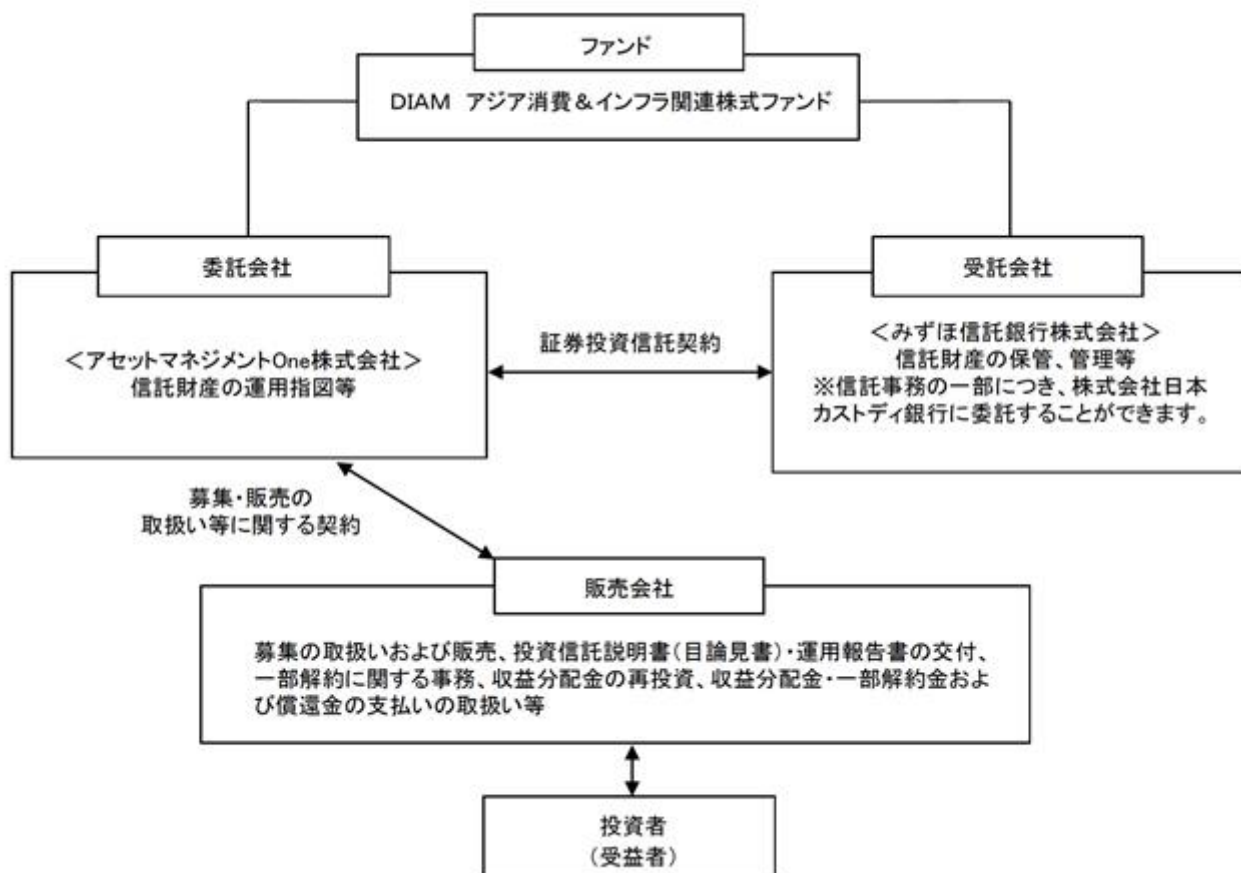 ファンド
DIAM アジア消費&インフラ関連株式ファンド
委託会社
<アセットマネジメントOne株式会社>
信託財産の運用指図等
証券投資信託契約
受託会社
<みずほ信託銀行株式会社>
信託財産の保管、管理等
※信託事務の一部につき、株式会社日本
カストディ銀行に委託することができます。
募集・販売の
取扱い等に関する契約
販売会社
募集の取扱いおよび販売、投資信託説明書(目論見書)・運用報告書の交付、
一部解約に関する事務、収益分配金の再投資、収益分配金・一部解約金およ
び償還金の支払いの取扱い等
投資者
(受益者)